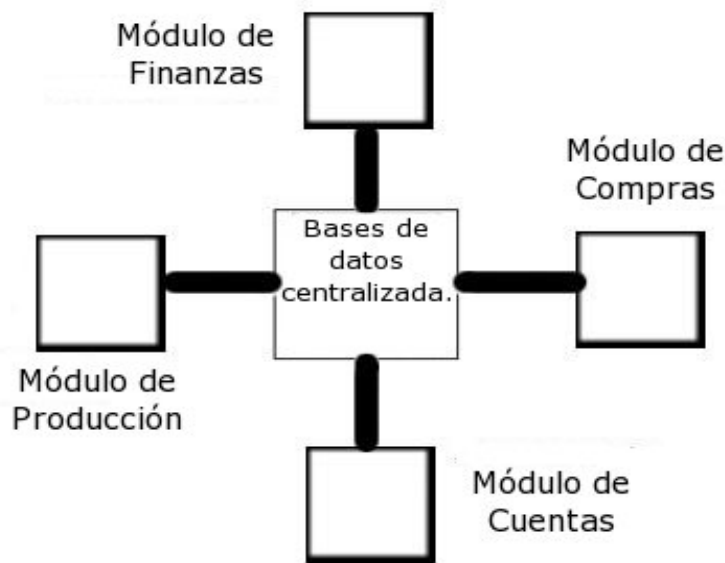 Módulo de
Finanzas
Módulo de
Compras
Bases de
datos
centralizada.
Módulo de
Producción
Módulo de
Cuentas